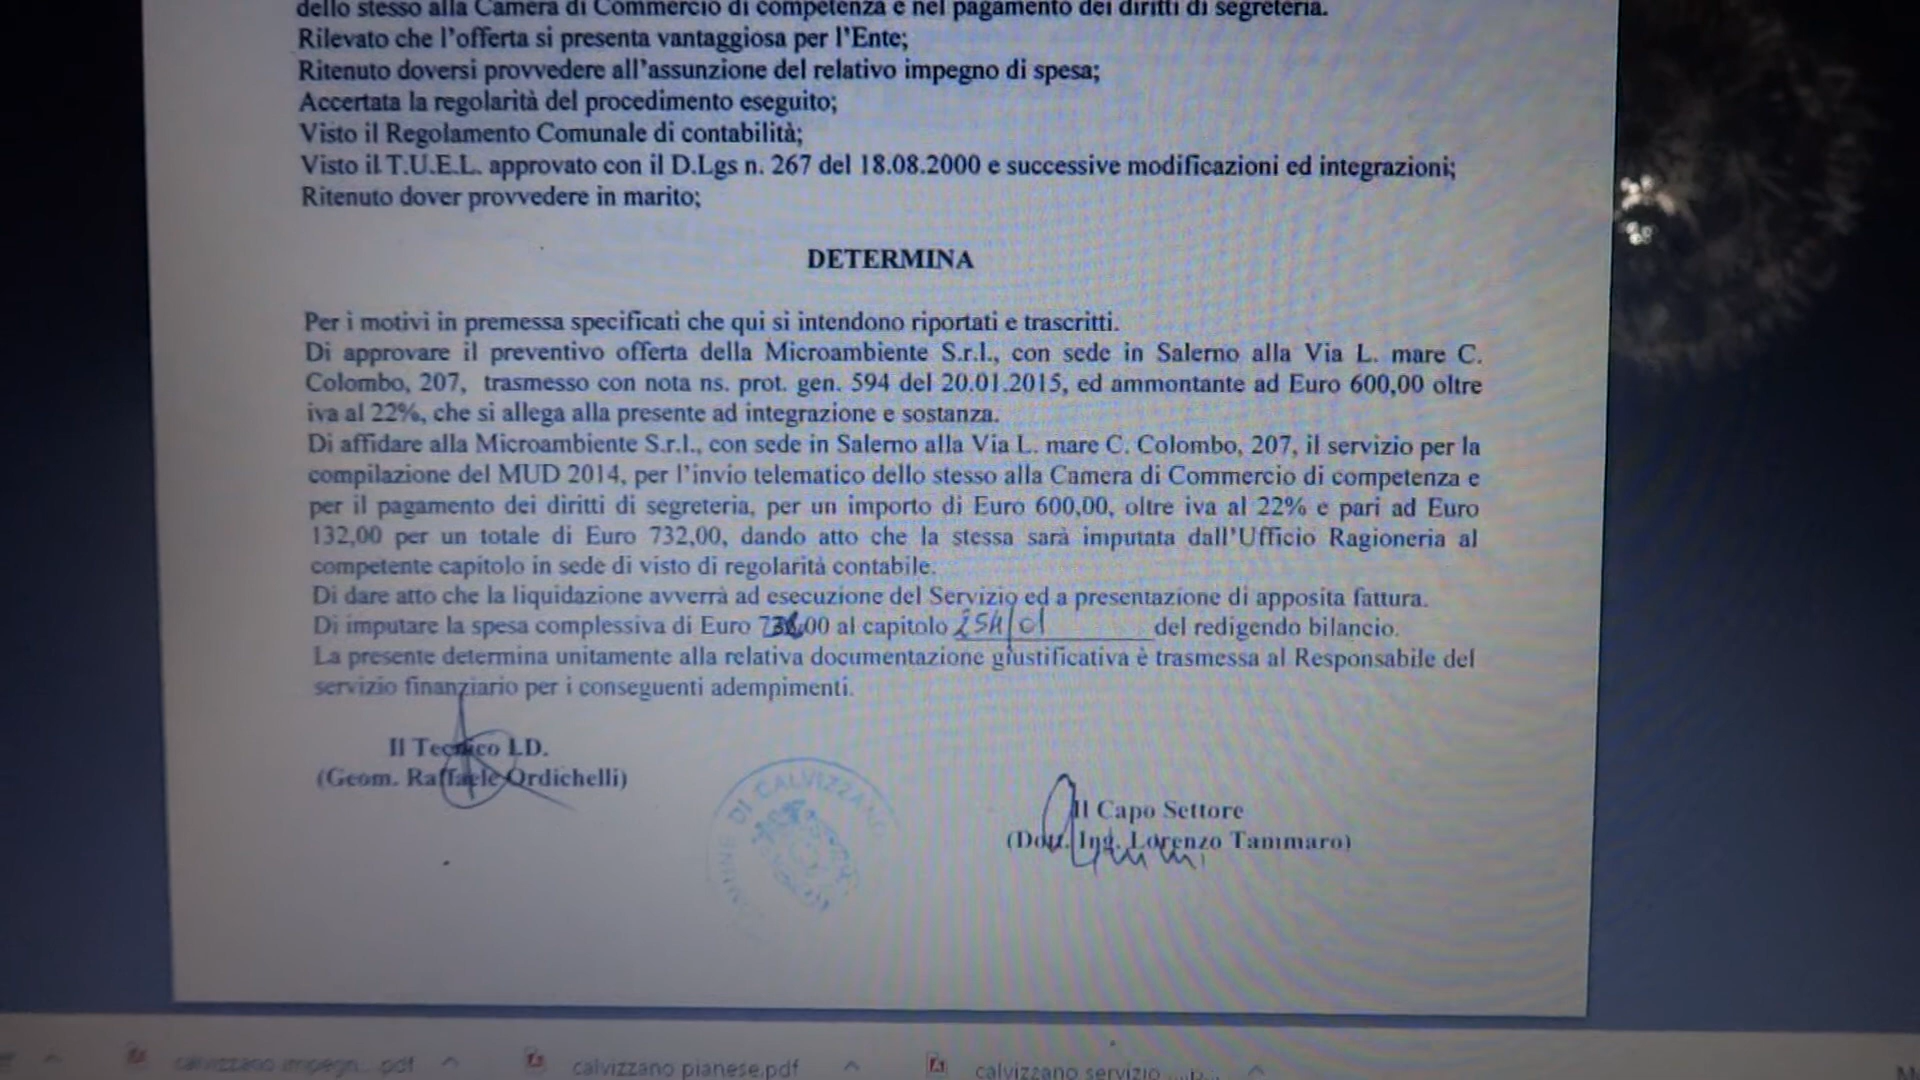 dello stesso alla Camera di Commercio di competenza e nel pagamento dei diritti di segreteria.
Rilevato che l'offerta si presenta vantaggiosa per l'Ente;
Ritenuto doversi provvedere all'assunzione del relativo impegno di spesa;
Accertata la regolarità del procedimento eseguito;
Visto il Regolamento Comunale di contabilità;
Visto il T.U.E.L. approvato con il D.Lgs n. 267 del 18.08.2000 e successive modificazioni ed integrazioni;
Ritenuto dover provvedere in marito;
DETERMINA
Per i motivi in premessa specificati che qui si intendono riportati e trascritti.
Di approvare il preventivo offerta della Microambiente S.r.l., con sede in Salerno alla Via L. mare C.
Colombo, 207, trasmesso con nota ns. prot. gen. 594 del 20.01.2015, ed ammontante ad Euro 600,00 oltre
iva al 22%, che si allega alla presente ad integrazione e sostanza.
Di affidare alla Microambiente S.r.l., con sede in Salerno alla Via L. mare C. Colombo, 207, il servizio per la
compilazione del MUD 2014, per l'invio telematico dello stesso alla Camera di Commercio di competenza e
per il pagamento dei diritti di segreteria, per un importo di Euro 600,00, oltre iva al 22% e pari ad Euro
132,00 per un totale di Euro 732,00, dando atto che la stessa sarà imputata dall'Ufficio Ragioneria al
competente capitolo in sede di visto di regolarità contabile.
Di dare atto che la liquidazione avverrà ad esecuzione del Servizio ed a presentazione di apposita fattura.
Di imputare la spesa complessiva di Euro al capitolo del redigendo bilancio.
La presente determina unitamente alla relativa documentazione giustificativa è trasmessa al Responsabile del
servizio finanziario per i conseguenti adempimenti.
Il Tecnico I.D.
(Geom. Raffaele Ordichelli)
DI CALVIZZANO
Il Capo Settore
(Dott. Ing. Lorenzo Tammaro)
calvizzano impegn....pdf
calvizzano pianese.pdf
calvizzano servizio